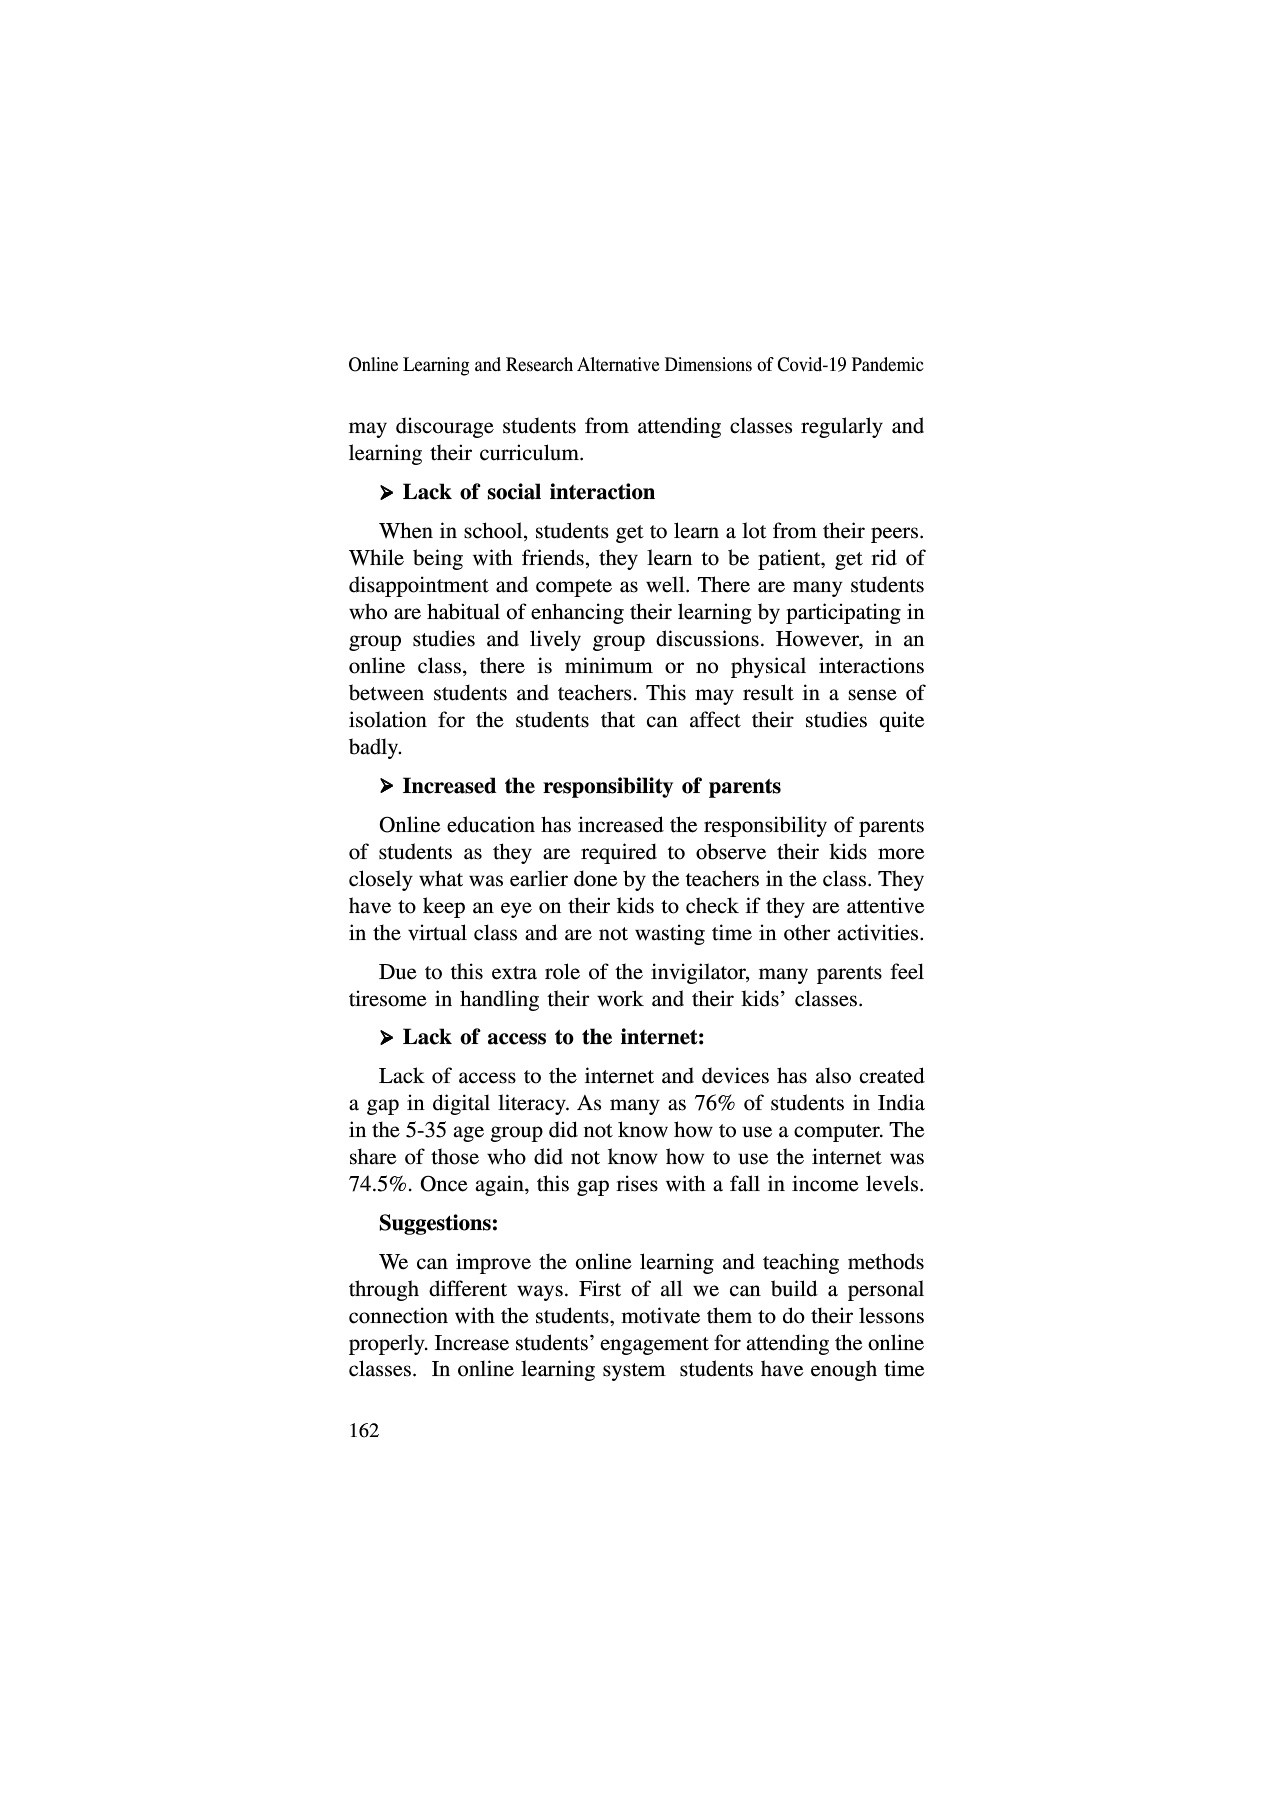 Online Learning and Research Alternative Dimensions of Covid-19 Pandemic
may discourage students from attending classes regularly and
learning their curriculum.
➢ Lack of social interaction
When in school, students get to learn a lot from their peers.
While being with friends, they learn to be patient, get rid of
disappointment and compete as well. There are many students
who are habitual of enhancing their learning by participating in
group studies and lively group discussions. However, in an
online class, there is minimum or no physical interactions
between students and teachers. This may result in a sense of
isolation for the students that can affect their studies quite
badly.
➢ Increased the responsibility of parents
Online education has increased the responsibility of parents
of students as they are required to observe their kids more
closely what was earlier done by the teachers in the class. They
have to keep an eye on their kids to check if they are attentive
in the virtual class and are not wasting time in other activities.
Due to this extra role of the invigilator, many parents feel
tiresome in handling their work and their kids’ classes.
➢ Lack of access to the internet:
Lack of access to the internet and devices has also created
a gap in digital literacy. As many as 76% of students in India
in the 5-35 age group did not know how to use a computer. The
share of those who did not know how to use the internet was
74.5%. Once again, this gap rises with a fall in income levels.
Suggestions:
We can improve the online learning and teaching methods
through different ways. First of all we can build a personal
connection with the students, motivate them to do their lessons
properly. Increase students’ engagement for attending the online
classes.  In online learning system  students have enough time
162